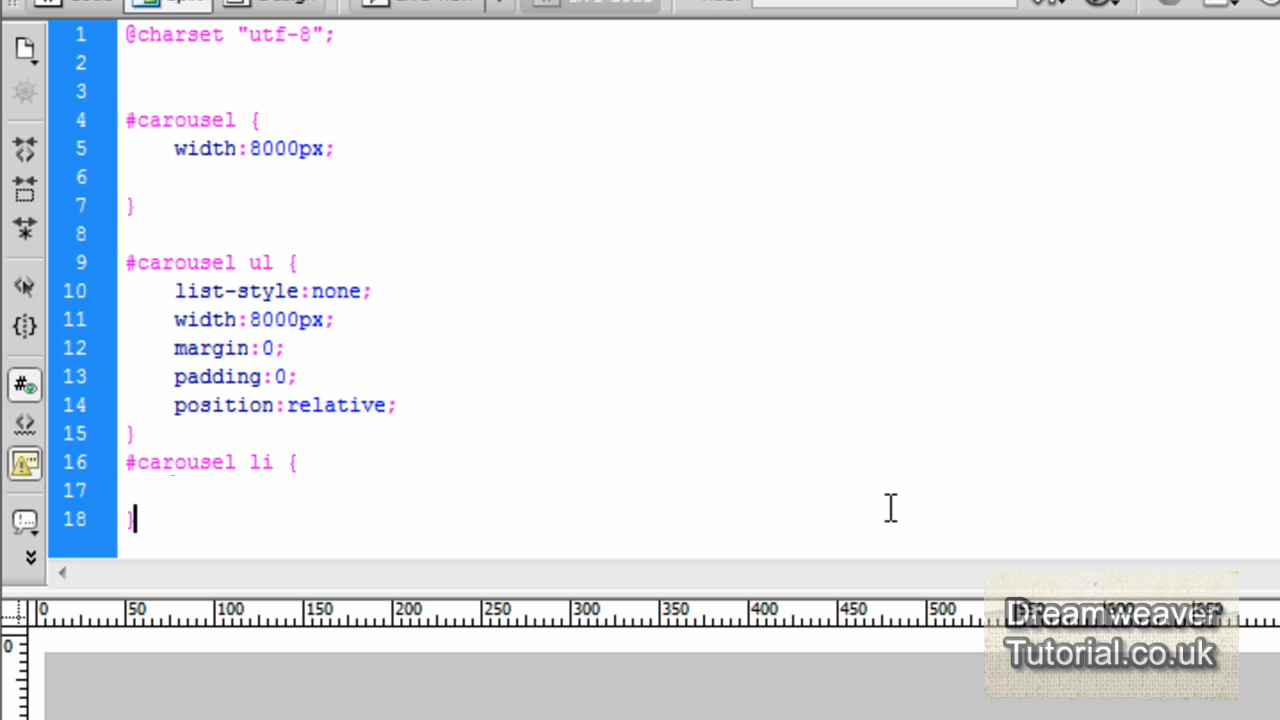 1 @charset "utf-8";
2
3
4 #carousel {
5 width:8000px;
6
7 }
8
9 #carousel ul {
10 list-style:none;
11 width:8000px;
12 margin:0;
13 padding:0;
14 position:relative;
15 }
16 #carousel li {
17
18 }
0 50 100 150 200 250 300 350 400 450 500
Dreamweaver
Tutorial.co.uk
0